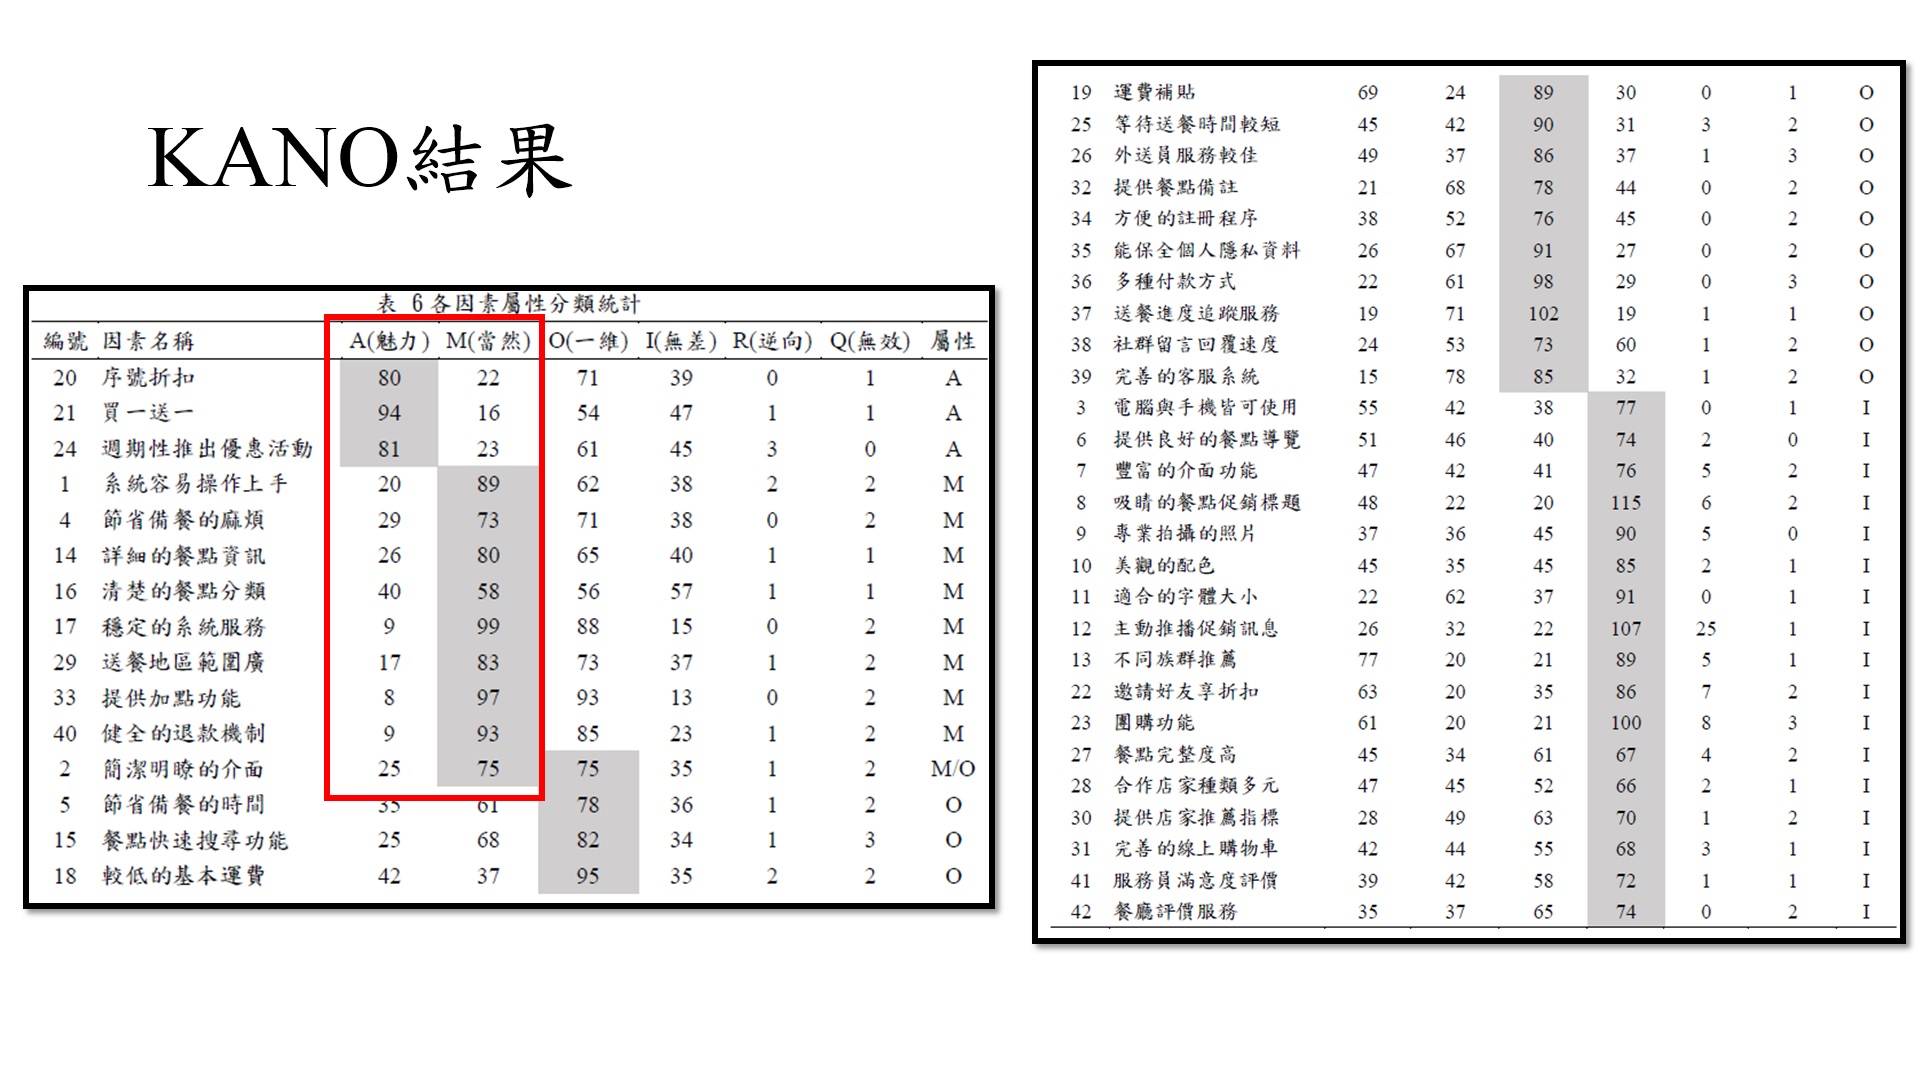 KANO結果
表 6各因素屬性分類統計
編號 因素名稱 A(魅力) M(當然) O(一維) I(無差) R(逆向) Q(無效) 屬性
20 序號折扣 80 22 71 39 0 1 A
21 買一送一 94 16 54 47 1 1 A
24 週期性推出優惠活動 81 23 61 45 3 0 A
1 系統容易操作上手 20 89 62 38 2 2 M
4 節省備餐的麻煩 29 73 71 38 0 2 M
14 詳細的餐點資訊 26 80 65 40 1 1 M
16 清楚的餐點分類 40 58 56 57 1 1 M
17 穩定的系統服務 9 99 88 15 0 2 M
29 送餐地區範圍廣 17 83 73 37 1 2 M
33 提供加點功能 8 97 93 13 0 2 M
40 健全的退款機制 9 93 85 23 1 2 M
2 簡潔明瞭的介面 25 75 75 35 1 2 M/O
5 節省備餐的時間 35 61 78 36 1 2 O
15 餐點快速搜尋功能 25 68 82 34 1 3 O
18 較低的基本運費 42 37 95 35 2 2 O
19 運費補貼 69 24 89 30 0 1 O
25 等待送餐時間較短 45 42 90 31 3 2 O
26 外送員服務較佳 49 37 86 37 1 3 O
32 提供餐點備註 21 68 78 44 0 2 O
34 方便的註冊程序 38 52 76 45 0 2 O
35 能保全個人隱私資料 26 67 91 27 0 2 O
36 多種付款方式 22 61 98 29 0 3 O
37 送餐進度追蹤服務 19 71 102 19 1 1 O
38 社群留言回覆速度 24 53 73 60 1 2 O
39 完善的客服系統 15 78 85 32 1 2 O
3 電腦與手機皆可使用 55 42 38 77 0 1 I
6 提供良好的餐點導覽 51 46 40 74 2 0 I
7 豐富的介面功能 47 42 41 76 5 2 I
8 吸睛的餐點促銷標題 48 22 20 115 6 2 I
9 專業拍攝的照片 37 36 45 90 5 0 I
10 美觀的配色 45 35 45 85 2 1 I
11 適合的字體大小 22 62 37 91 0 1 I
12 主動推播促銷訊息 26 32 22 107 25 1 I
13 不同族群推薦 77 20 21 89 5 1 I
22 邀請好友享折扣 63 20 35 86 7 2 I
23 團購功能 61 20 21 100 8 3 I
27 餐點完整度高 45 34 61 67 4 2 I
28 合作店家種類多元 47 45 52 66 2 1 I
30 提供店家推薦指標 28 49 63 70 1 2 I
31 完善的線上購物車 42 44 55 68 3 1 I
41 服務員滿意度評價 39 42 58 72 1 1 I
42 餐廳評價服務 35 37 65 74 0 2 I